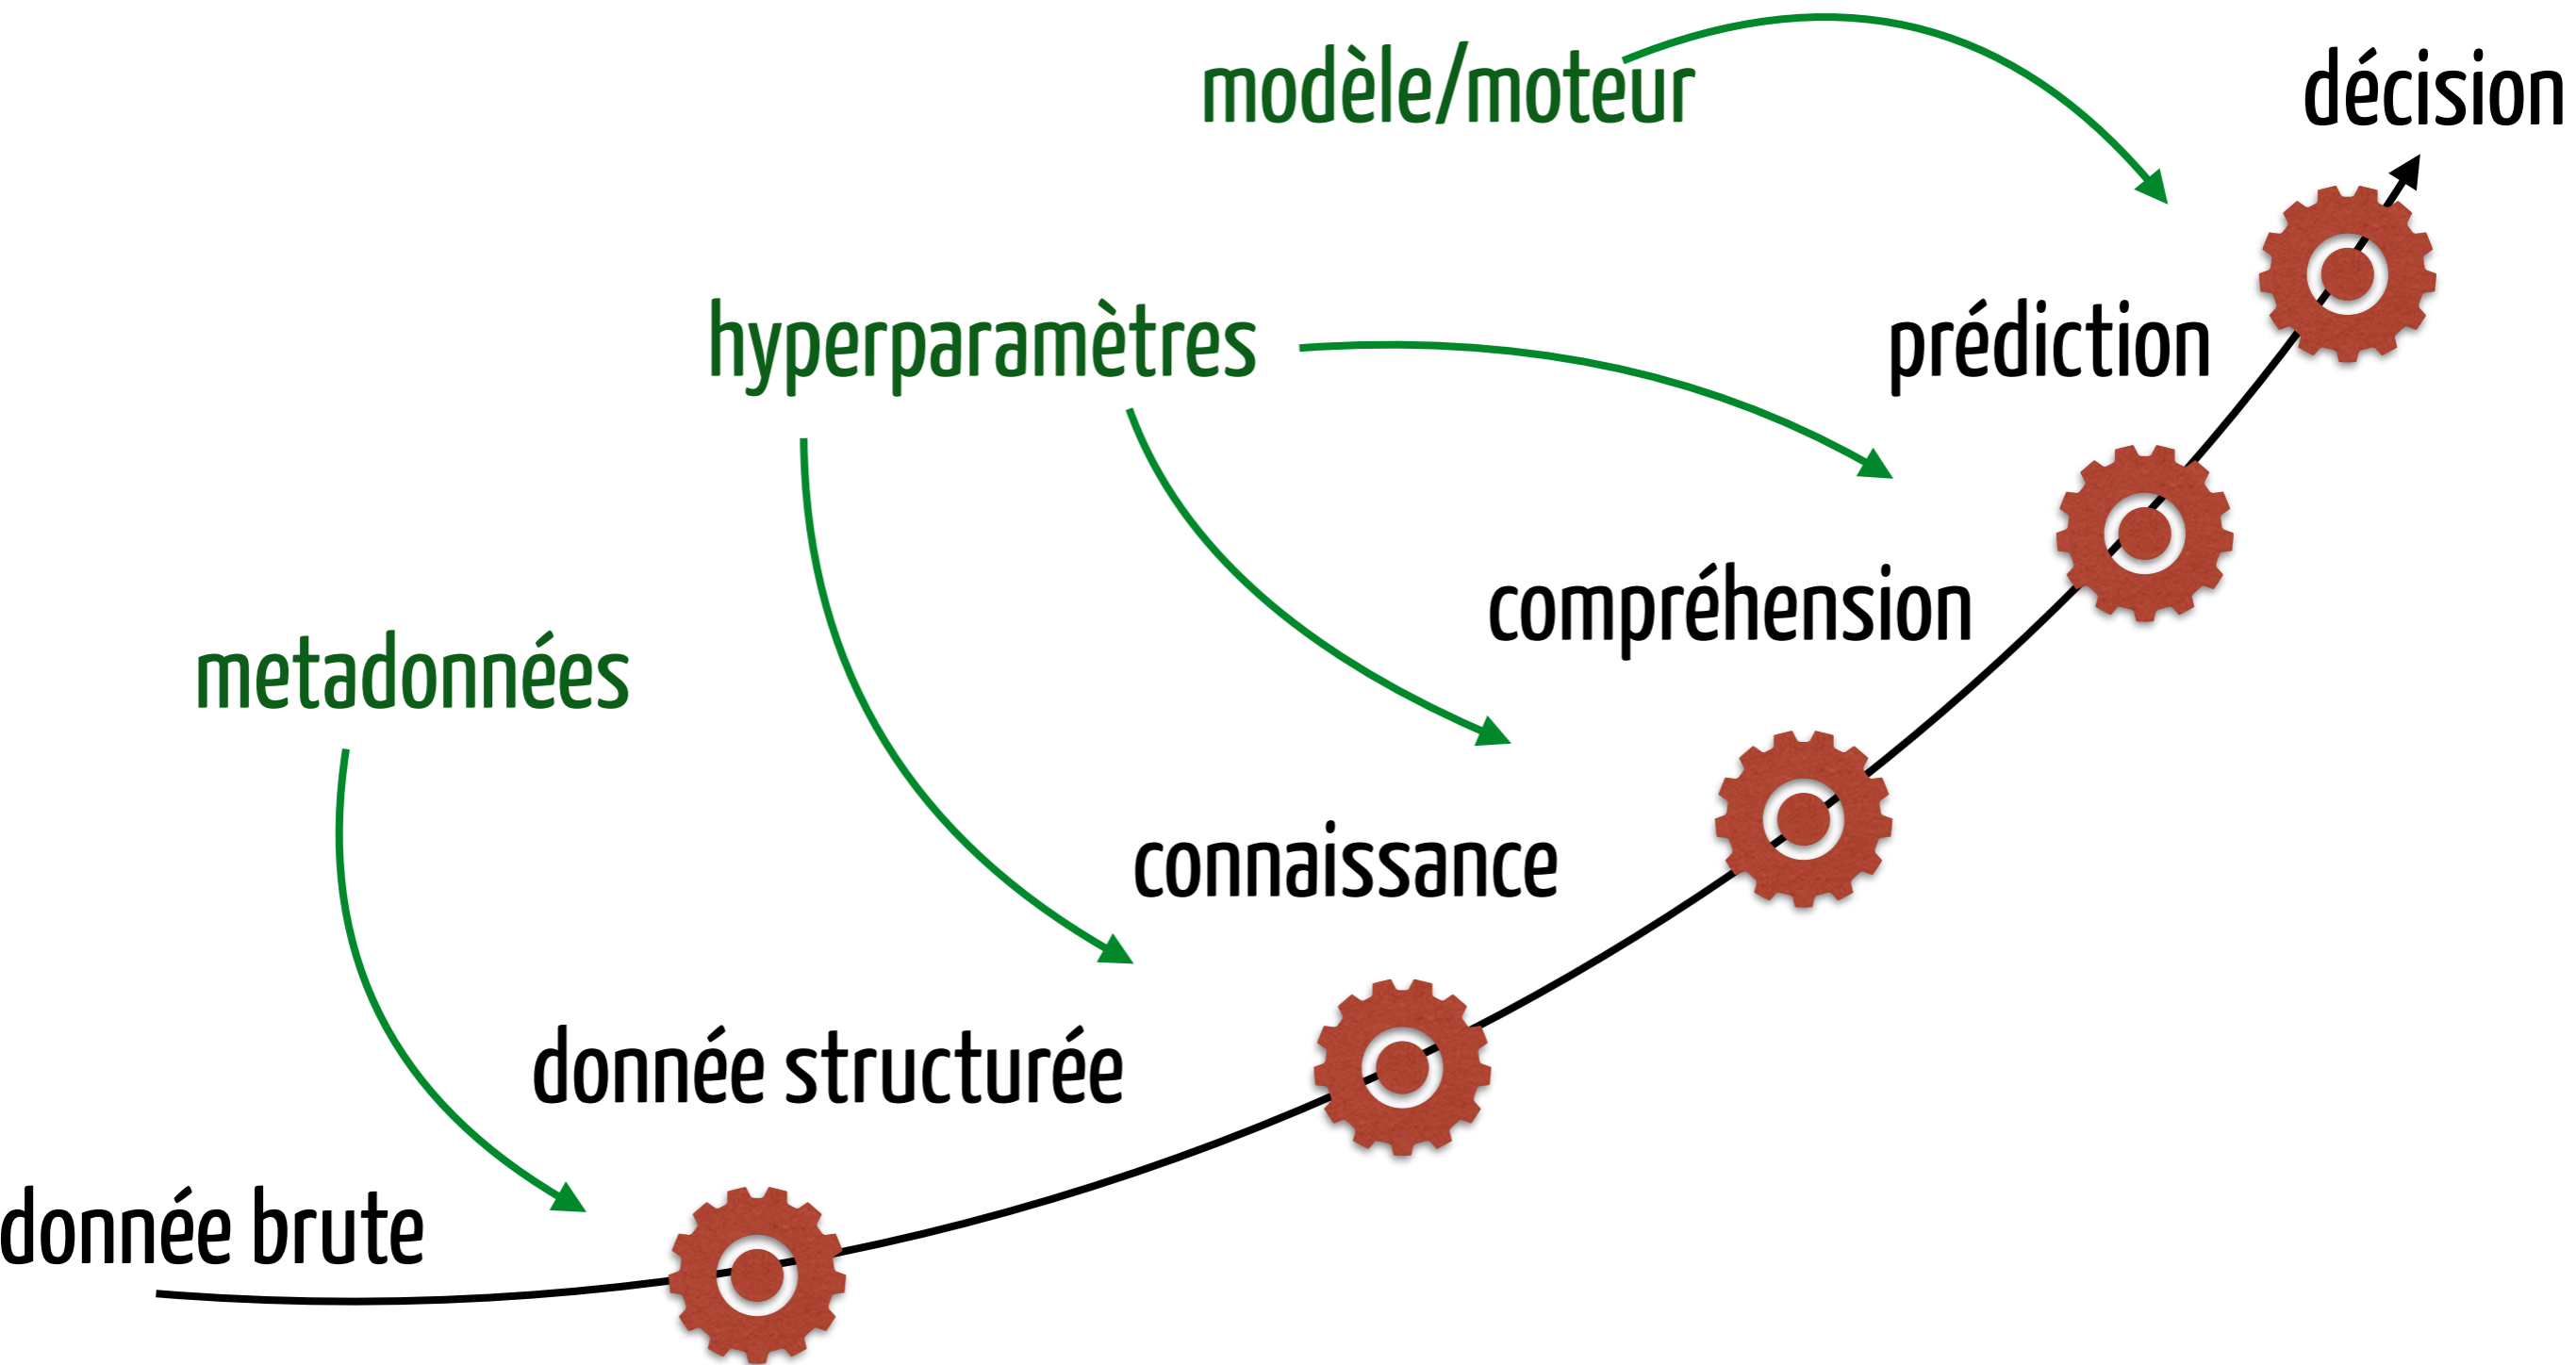 modèle/moteur
décision
hyperparamètres
prédiction
compréhension
metadonnées
connaissance
donnée structurée
donnée brute